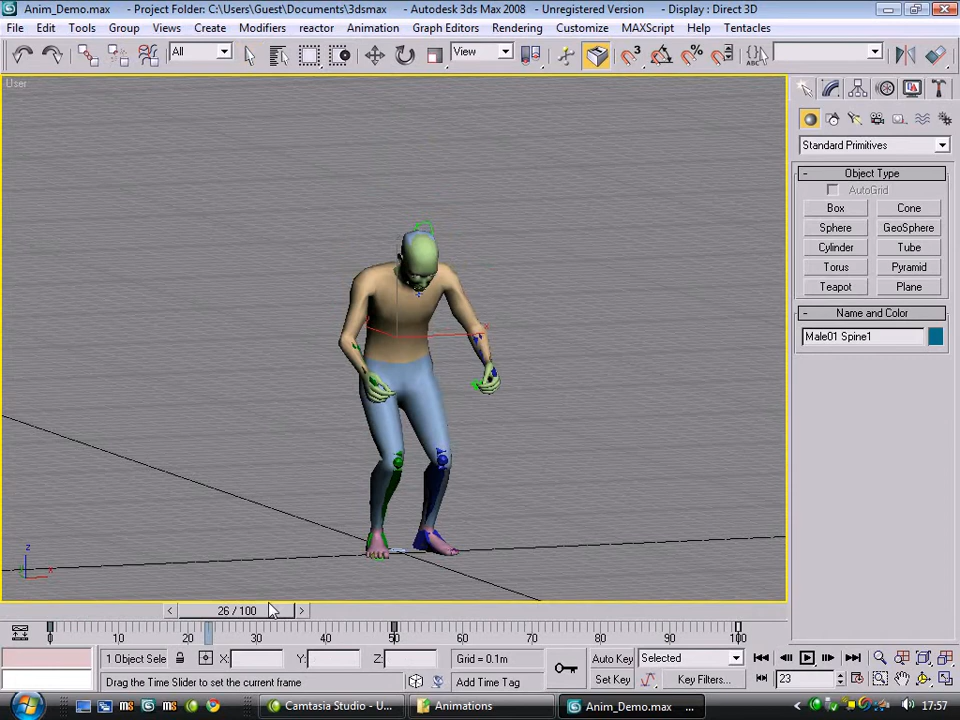 Anim_Demo.max - Project Folder: C:\Users\Guest\Documents\3dsmax - Autodesk 3ds Max 2008 - Unregistered Version - Display : Direct 3D
File Edit Tools Group Views Create Modifiers reactor Animation Graph Editors Rendering Customize MAXScript Help Tentacles
All View 3 % ABC
User
Standard Primitives
- Object Type
AutoGrid
Box Cone
Sphere GeoSphere
Cylinder Tube
Torus Pyramid
Teapot Plane
- Name and Color
Male01 Spine1
z
x
< 26 / 100 >
0 10 20 30 40 50 60 70 80 90 100
1 Object Sele X: Y: Z: Grid = 0.1m Auto Key Selected
Drag the Time Slider to set the current frame Add Time Tag Set Key Key Filters... 23
Camtasia Studio - U... Animations Anim_Demo.max ... 17:57